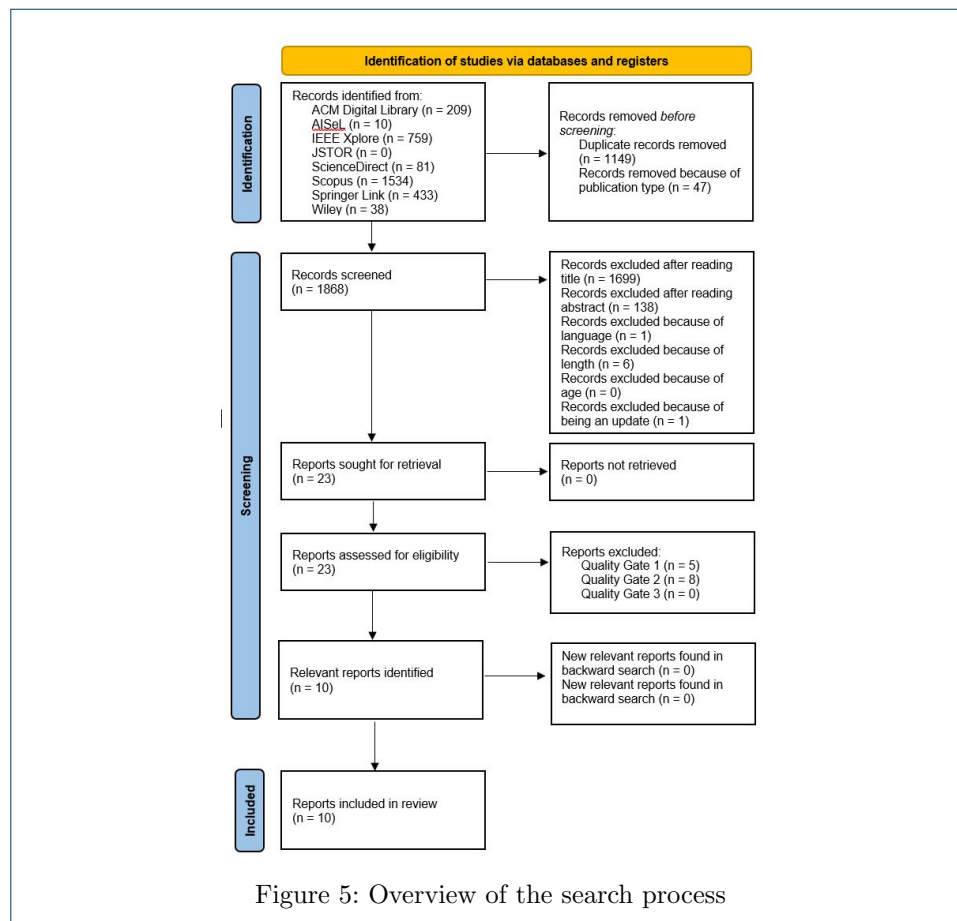 Identification of studies via databases and registers
Identification
Records identified from:
ACM Digital Library (n = 209)
AISeL (n = 10)
IEEE Xplore (n = 759)
JSTOR (n = 0)
ScienceDirect (n = 81)
Scopus (n = 1534)
Springer Link (n = 433)
Wiley (n = 38)
Records removed before
screening:
Duplicate records removed
(n = 1149)
Records removed because of
publication type (n = 47)
Screening
Records screened
(n = 1868)
Records excluded after reading
title (n = 1699)
Records excluded after reading
abstract (n = 138)
Records excluded because of
language (n = 1)
Records excluded because of
length (n = 6)
Records excluded because of
age (n = 0)
Records excluded because of
being an update (n = 1)
Reports sought for retrieval
(n = 23)
Reports not retrieved
(n = 0)
Reports assessed for eligibility
(n = 23)
Reports excluded:
Quality Gate 1 (n = 5)
Quality Gate 2 (n = 8)
Quality Gate 3 (n = 0)
Relevant reports identified
(n = 10)
New relevant reports found in
backward search (n = 0)
New relevant reports found in
backward search (n = 0)
Included
Reports included in review
(n = 10)
Figure 5: Overview of the search process